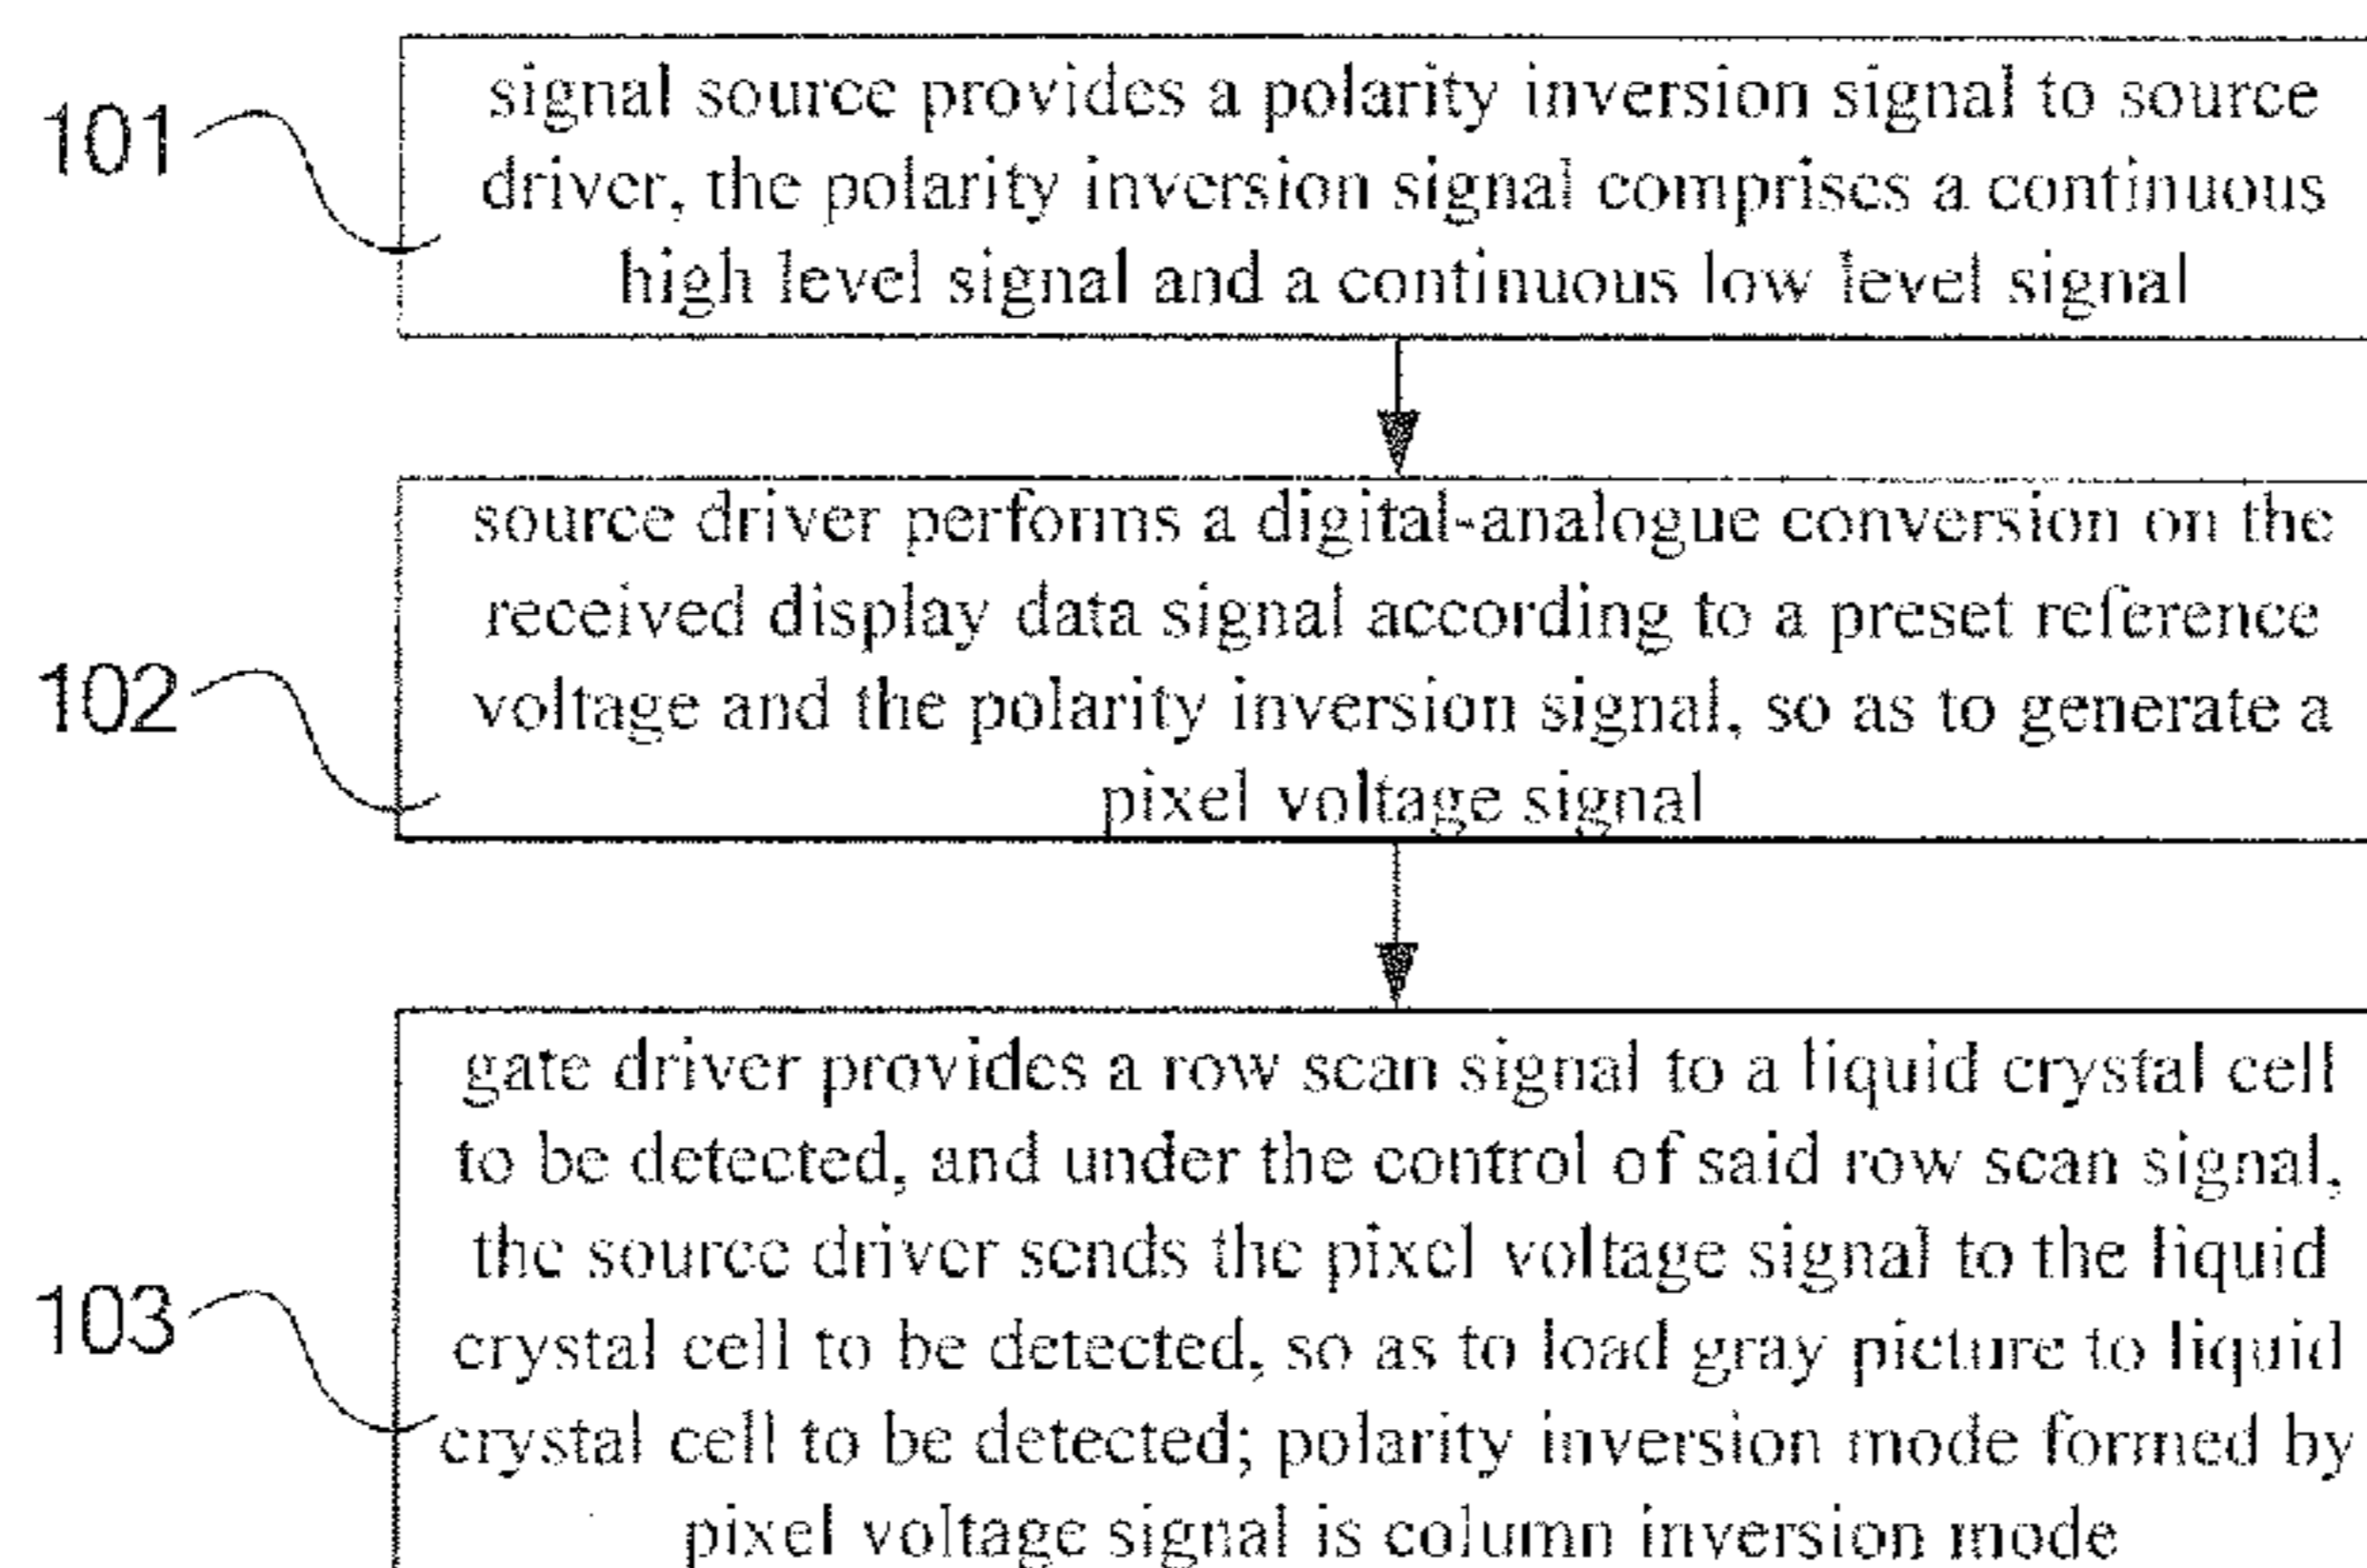 101
signal source provides a polarity inversion signal to source
driver, the polarity inversion signal comprises a continuous
high level signal and a continuous low level signal
102
source driver performs a digital-analogue conversion on the
received display data signal according to a preset reference
voltage and the polarity inversion signal, so as to generate a
pixel voltage signal
103
gate driver provides a row scan signal to a liquid crystal cell
to be detected, and under the control of said row scan signal,
the source driver sends the pixel voltage signal to the liquid
crystal cell to be detected, so as to load gray picture to liquid
crystal cell to be detected; polarity inversion mode formed by
pixel voltage signal is column inversion mode